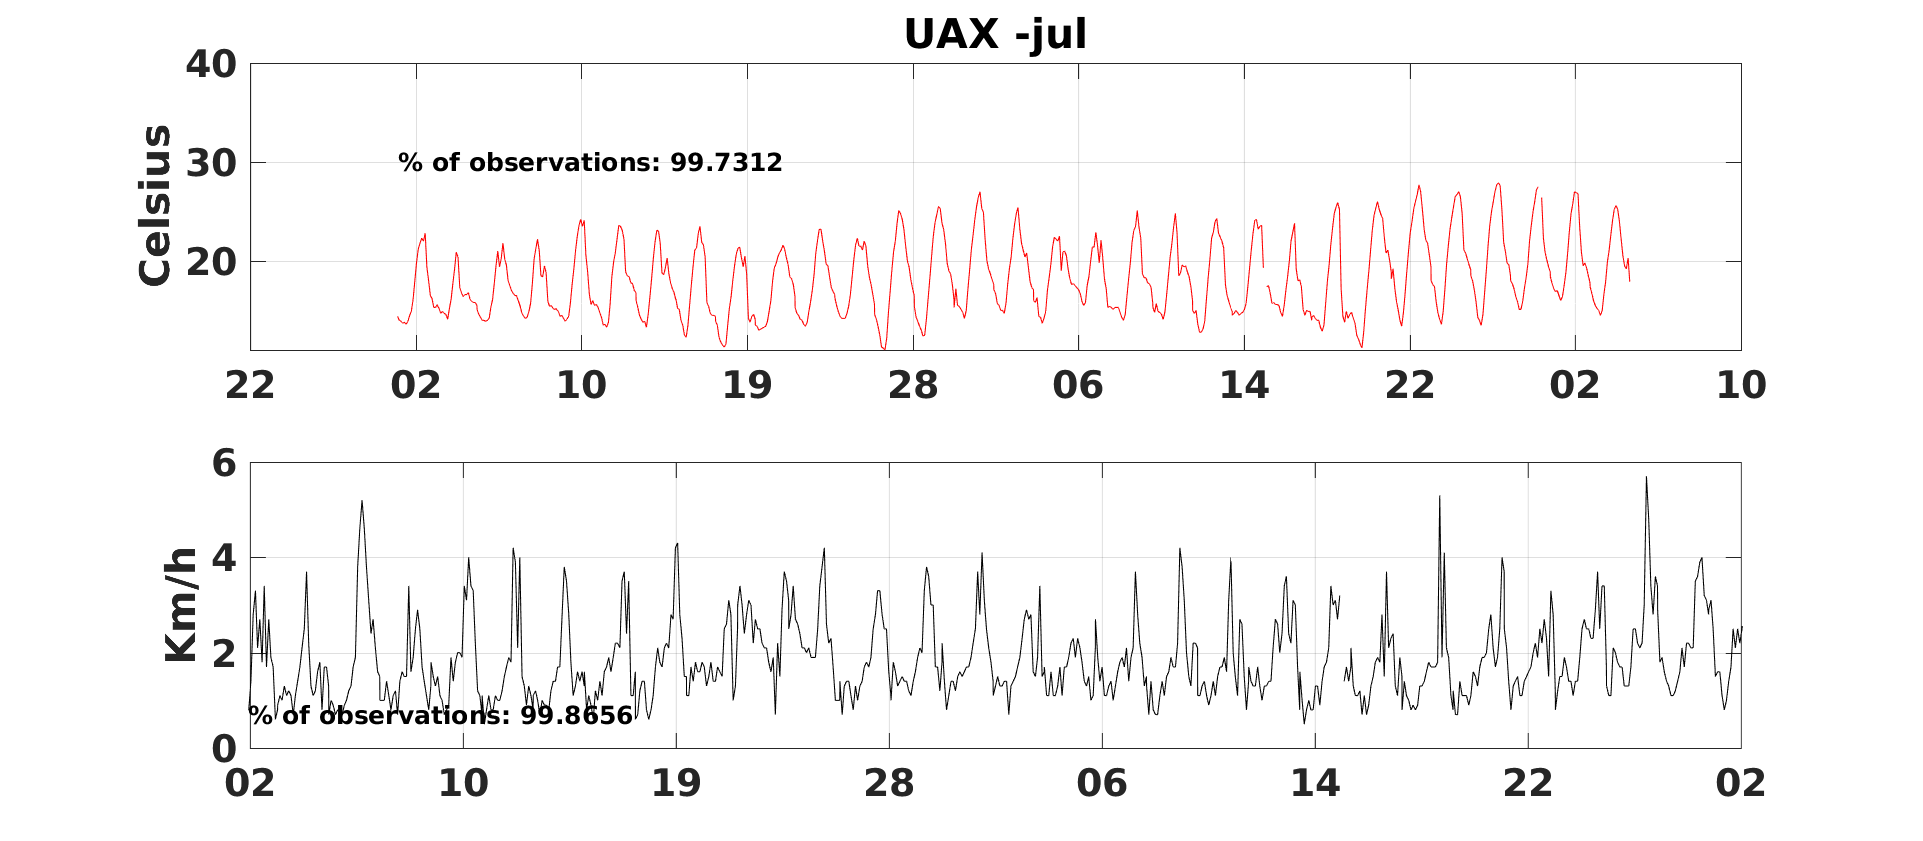 UAX -jul
40
30
20
Celsius
% of observations: 99.7312
22 02 10 19 28 06 14 22 02 10
6
4
2
0
Km/h
% of observations: 99.8656
02 10 19 28 06 14 22 02